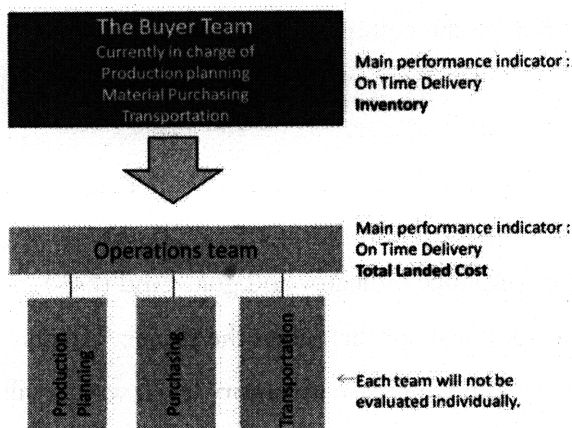 The Buyer Team
Currently in charge of
Production planning
Material Purchasing
Transportation
Main performance indicator :
On Time Delivery
Inventory
Operations team
Main performance indicator :
On Time Delivery
Total Landed Cost
Production
Planning
Purchasing
Transportation
←Each team will not be
evaluated individually.